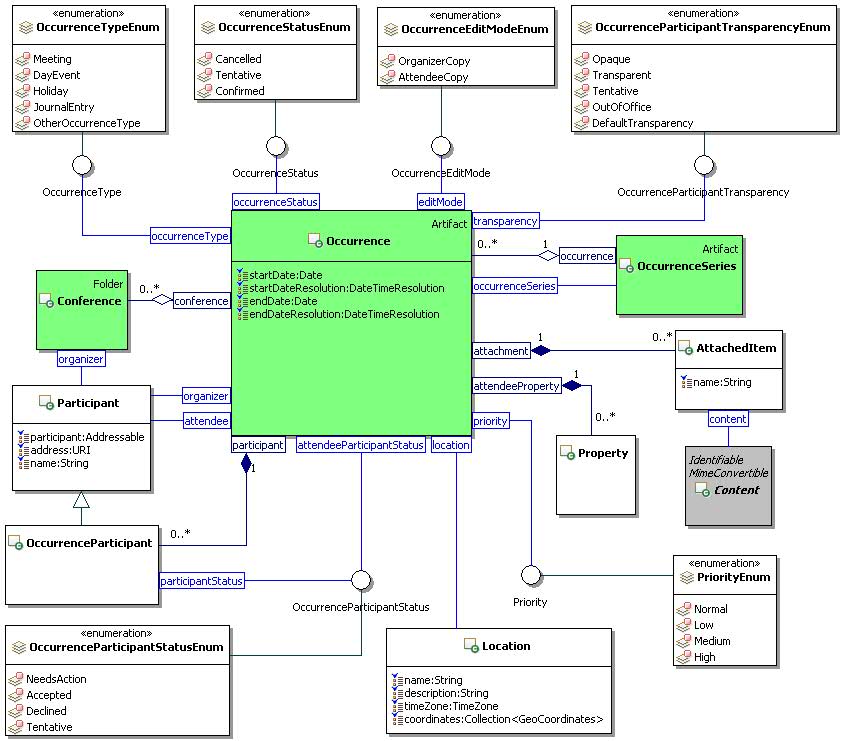 «enumeration»
OccurrenceTypeEnum
Meeting
DayEvent
Holiday
JournalEntry
OtherOccurrenceType
«enumeration»
OccurrenceStatusEnum
Cancelled
Tentative
Confirmed
«enumeration»
OccurrenceEditModeEnum
OrganizerCopy
AttendeeCopy
«enumeration»
OccurrenceParticipantTransparencyEnum
Opaque
Transparent
Tentative
OutOfOffice
DefaultTransparency
OccurrenceType
OccurrenceStatus
OccurrenceEditMode
OccurrenceParticipantTransparency
occurrenceStatus
editMode
occurrenceType
transparency
Artifact
Occurrence
startDate:Date
startDateResolution:DateTimeResolution
endDate:Date
endDateResolution:DateTimeResolution
0..*
1
occurrence
occurrenceSeries
Artifact
OccurrenceSeries
Folder
Conference
0..*
conference
organizer
Participant
participant:Addressable
address:URI
name:String
organizer
attendee
attachment
1
0..*
AttachedItem
name:String
content
Identifiable
MimeConvertible
Content
attendeeProperty
1
0..*
Property
priority
participant
attendeeParticipantStatus
location
1
0..*
OccurrenceParticipant
participantStatus
OccurrenceParticipantStatus
Priority
«enumeration»
PriorityEnum
Normal
Low
Medium
High
«enumeration»
OccurrenceParticipantStatusEnum
NeedsAction
Accepted
Declined
Tentative
Location
name:String
description:String
timeZone:TimeZone
coordinates:Collection<GeoCoordinates>